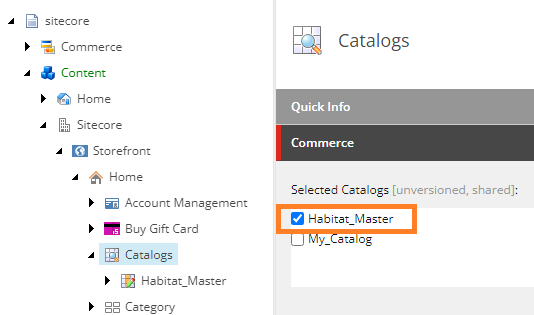 sitecore
Commerce
Content
Home
Sitecore
Storefront
Home
Account Management
Buy Gift Card
Catalogs
Habitat_Master
Category
Catalogs
Quick Info
Commerce
Selected Catalogs [unversioned, shared]:
Habitat_Master
My_Catalog